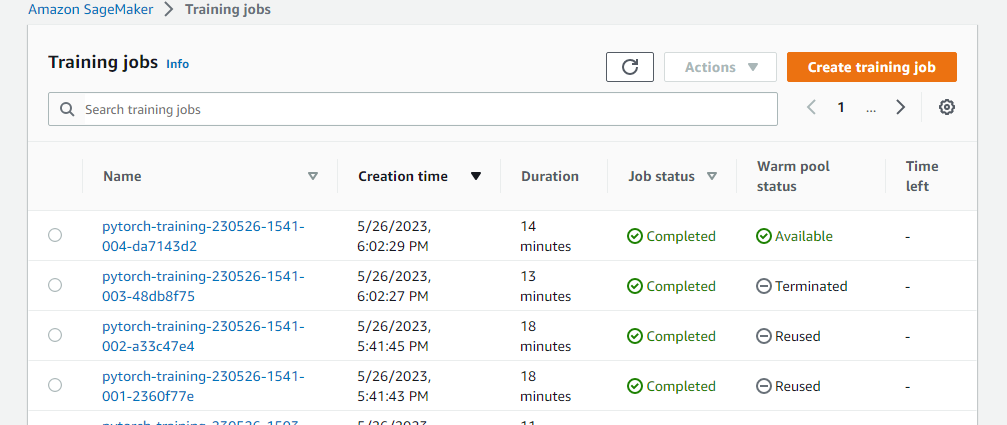 Amazon SageMaker > Training jobs
Training jobs Info
Actions
Create training job
Search training jobs
1 ...
Name
Creation time
Duration
Job status
Warm pool status
Time left
pytorch-training-230526-1541-
004-da7143d2
5/26/2023,
6:02:29 PM
14
minutes
Completed
Available
-
pytorch-training-230526-1541-
003-48db8f75
5/26/2023,
6:02:27 PM
13
minutes
Completed
Terminated
-
pytorch-training-230526-1541-
002-a33c47e4
5/26/2023,
5:41:45 PM
18
minutes
Completed
Reused
-
pytorch-training-230526-1541-
001-2360f77e
5/26/2023,
5:41:43 PM
18
minutes
Completed
Reused
-